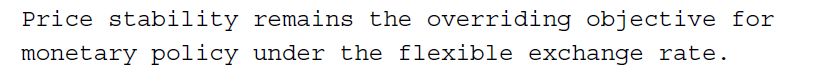 Price stability remains the overriding objective for
monetary policy under the flexible exchange rate.